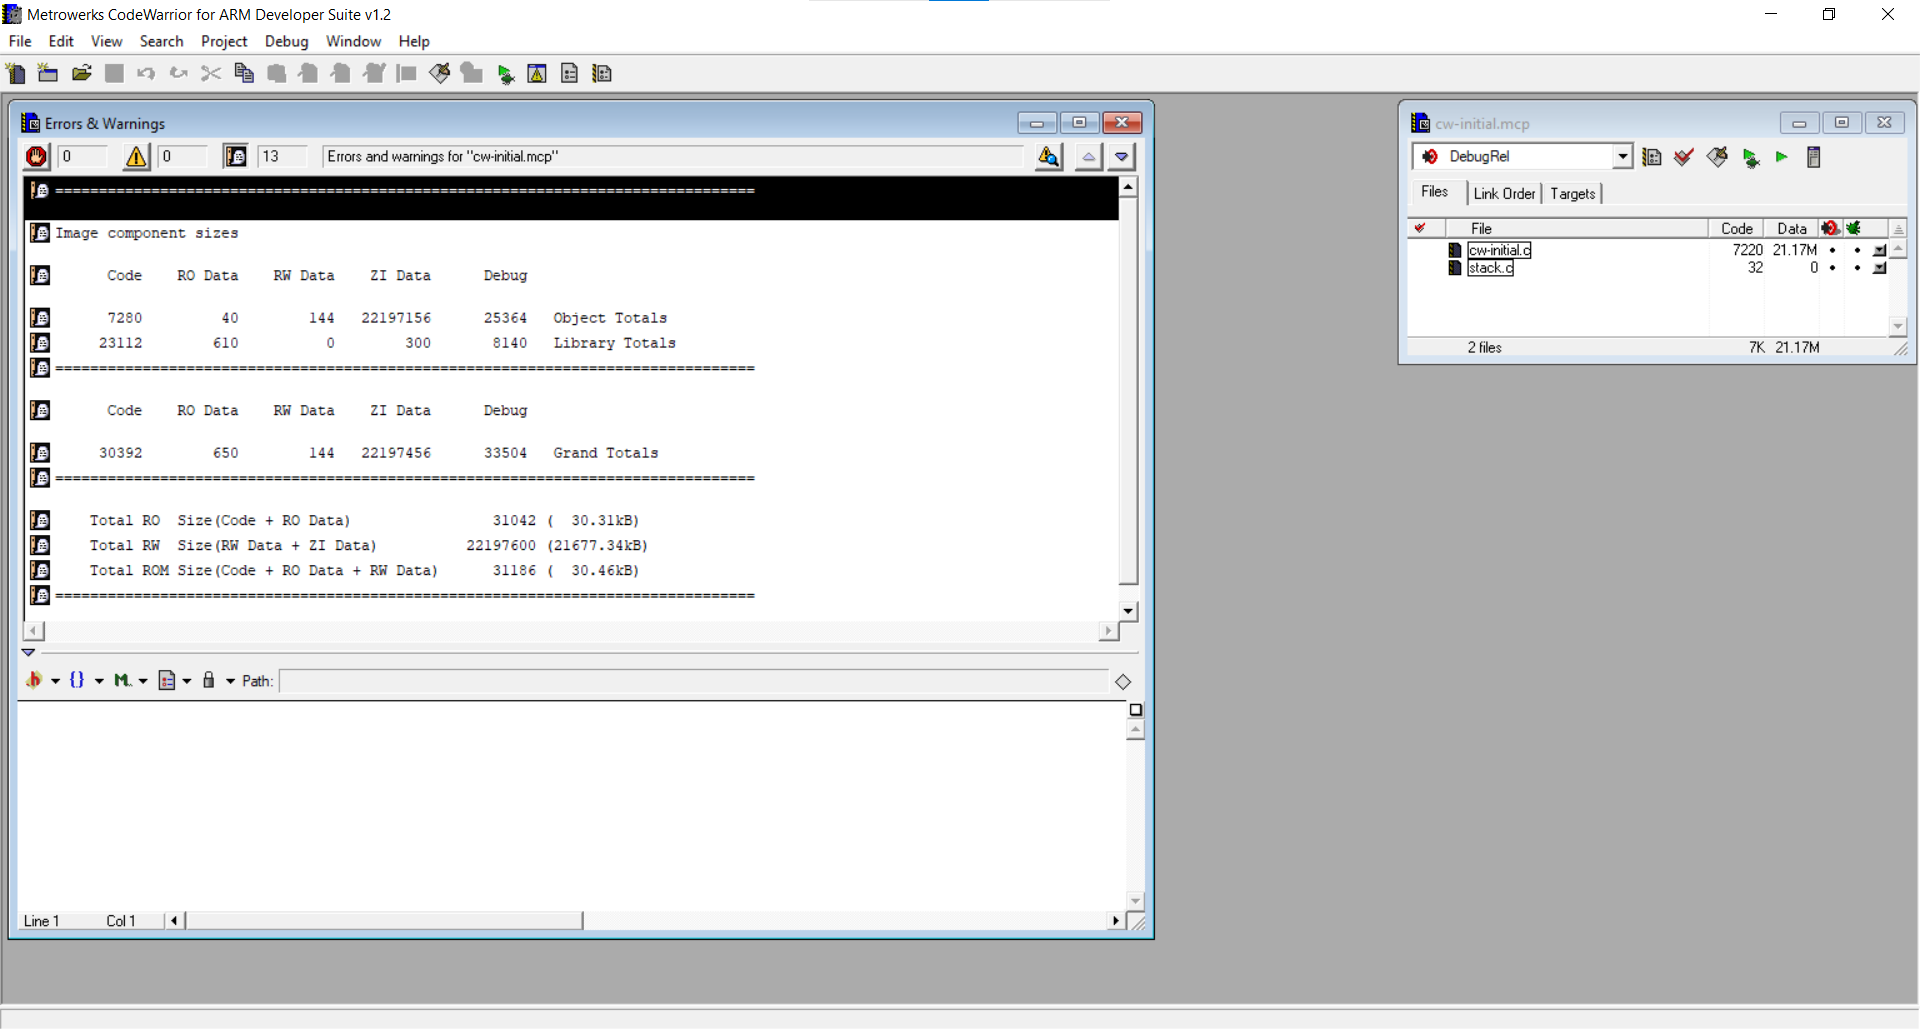 Metrowerks CodeWarrior for ARM Developer Suite v1.2
File Edit View Search Project Debug Window Help
Errors & Warnings
0 0 13 Errors and warnings for "cw-initial.mcp"
================================================================================
Image component sizes
Code RO Data RW Data ZI Data Debug
7280 40 144 22197156 25364 Object Totals
23112 610 0 300 8140 Library Totals
================================================================================
Code RO Data RW Data ZI Data Debug
30392 650 144 22197456 33504 Grand Totals
================================================================================
Total RO Size(Code + RO Data) 31042 ( 30.31kB)
Total RW Size(RW Data + ZI Data) 22197600 (21677.34kB)
Total ROM Size(Code + RO Data + RW Data) 31186 ( 30.46kB)
================================================================================
h {} M. Path:
Line 1 Col 1
cw-initial.mcp
DebugRel
Files Link Order Targets
File Code Data
cw-initial.c 7220 21.17M
stack.c 32 0
2 files 7K 21.17M